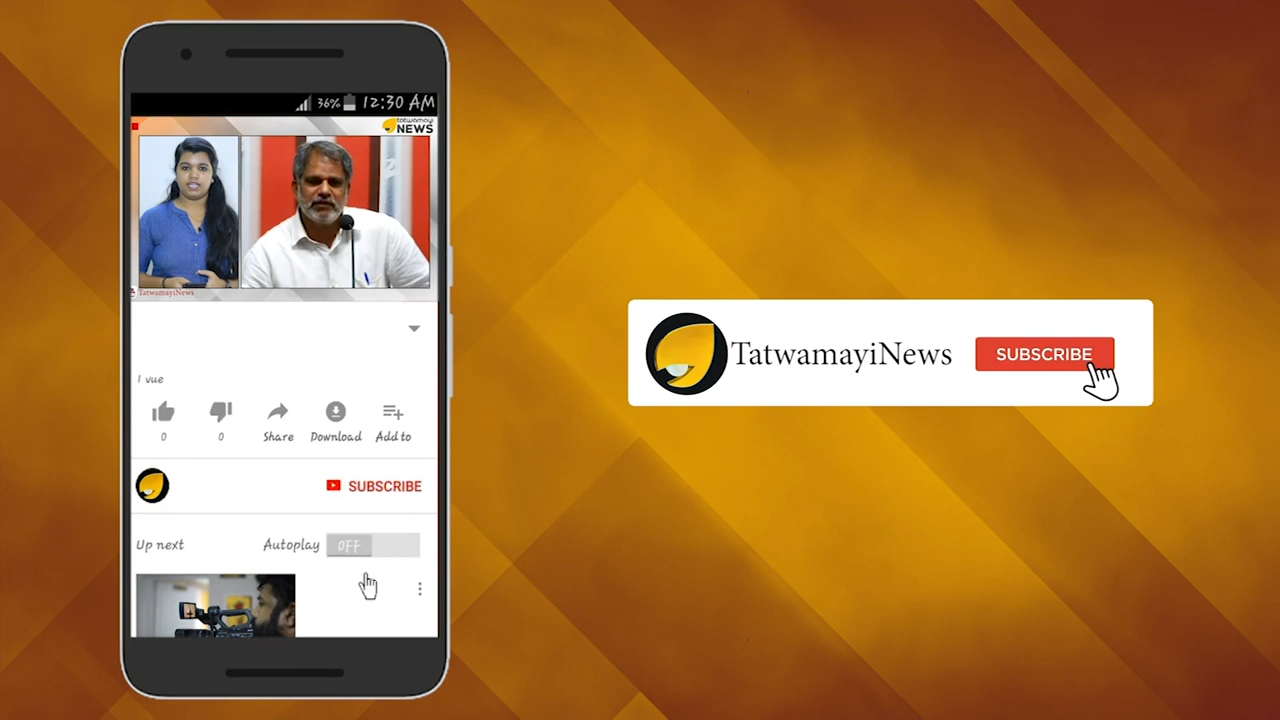 36% 12:30 AM
tatwamayi
NEWS
TatwamayiNews
1 vue
0 0 Share Download Add to
SUBSCRIBE
Up next Autoplay OFF
TatwamayiNews SUBSCRIBE